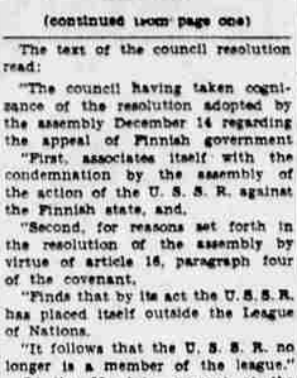 (continued from page one)
The text of the council resolution
read:
"The council having taken cogni-
zance of the resolution adopted by
the assembly December 14 regarding
the appeal of Finnish government
"First, associates itself with the
condemnation by the assembly of
the action of the U. S. S. R. against
the Finnish state, and,
"Second, for reasons set forth in
the resolution of the assembly by
virtue of article 16, paragraph four
of the covenant,
"Finds that by its act the U.S.S.R.
has placed itself outside the League
of Nations.
"It follows that the U. S. S. R. no
longer is a member of the league."